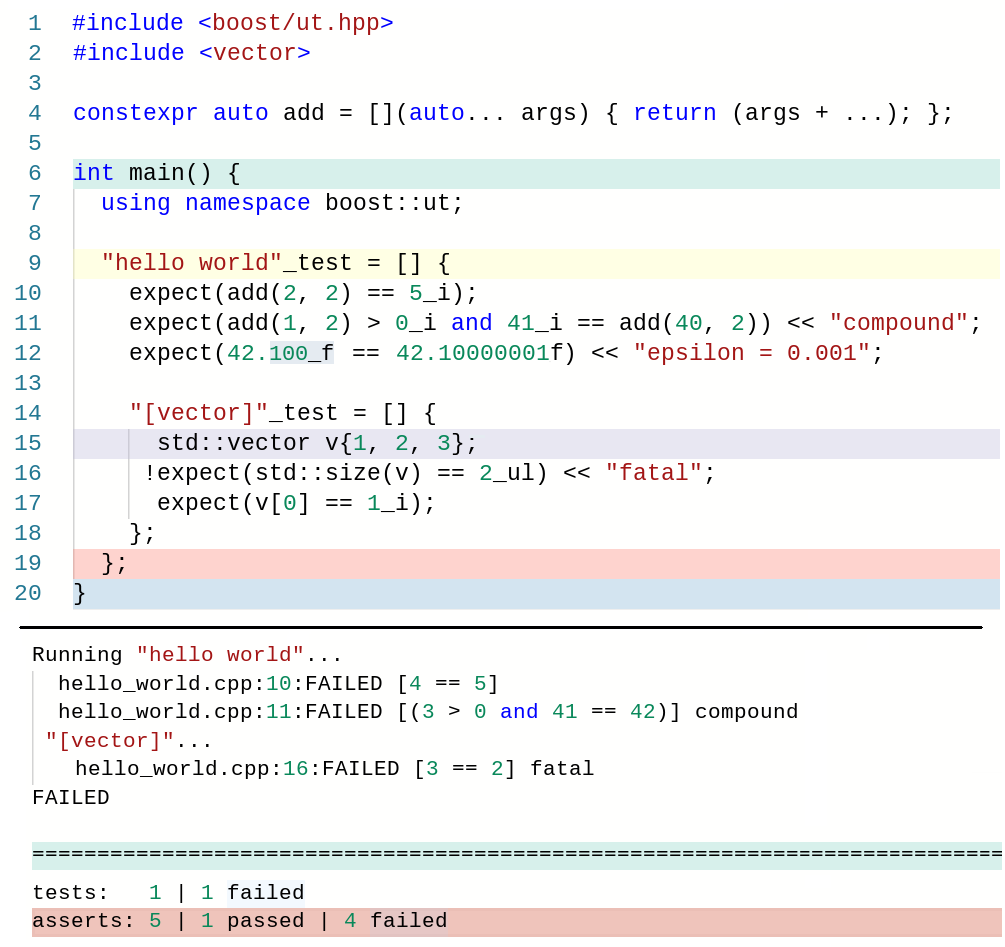 1 #include <boost/ut.hpp>
2 #include <vector>
3
4 constexpr auto add = [](auto... args) { return (args + ...); };
5
6 int main() {
7   using namespace boost::ut;
8
9   "hello world"_test = [] {
10     expect(add(2, 2) == 5_i);
11     expect(add(1, 2) > 0_i and 41_i == add(40, 2)) << "compound";
12     expect(42.100_f == 42.10000001f) << "epsilon = 0.001";
13
14     "[vector]"_test = [] {
15       std::vector v{1, 2, 3};
16      !expect(std::size(v) == 2_ul) << "fatal";
17       expect(v[0] == 1_i);
18     };
19   };
20 }
Running "hello world"...
  hello_world.cpp:10:FAILED [4 == 5]
  hello_world.cpp:11:FAILED [(3 > 0 and 41 == 42)] compound
 "[vector]"...
   hello_world.cpp:16:FAILED [3 == 2] fatal
FAILED

===========================================================================
tests:   1 | 1 failed
asserts: 5 | 1 passed | 4 failed